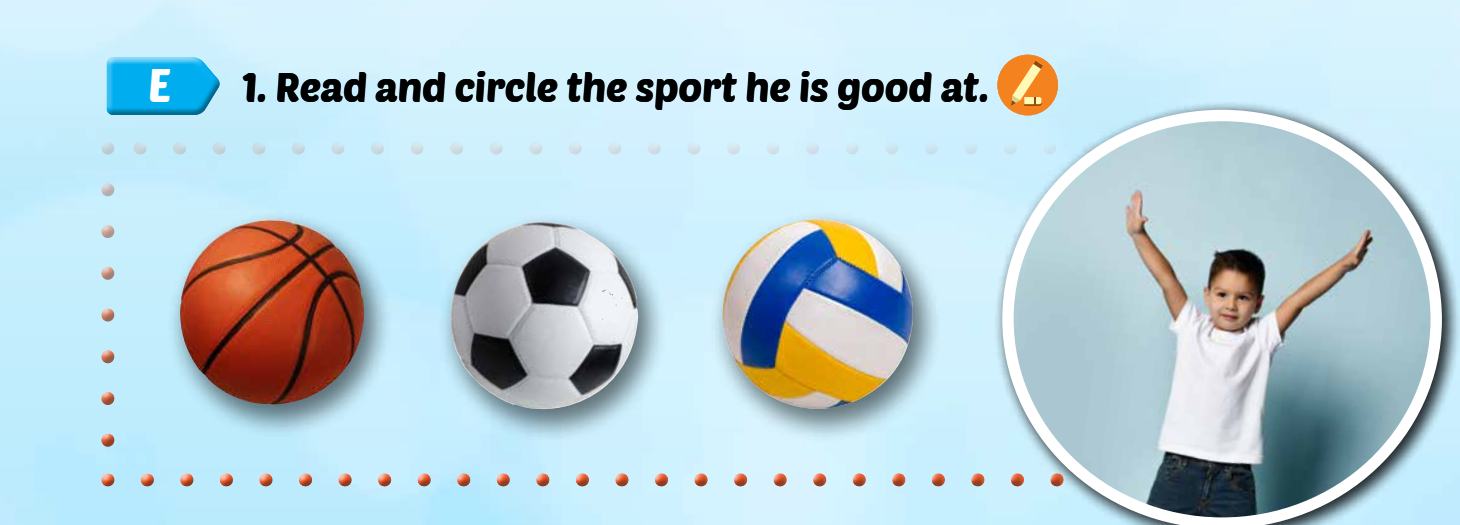 E 1. Read and circle the sport he is good at.